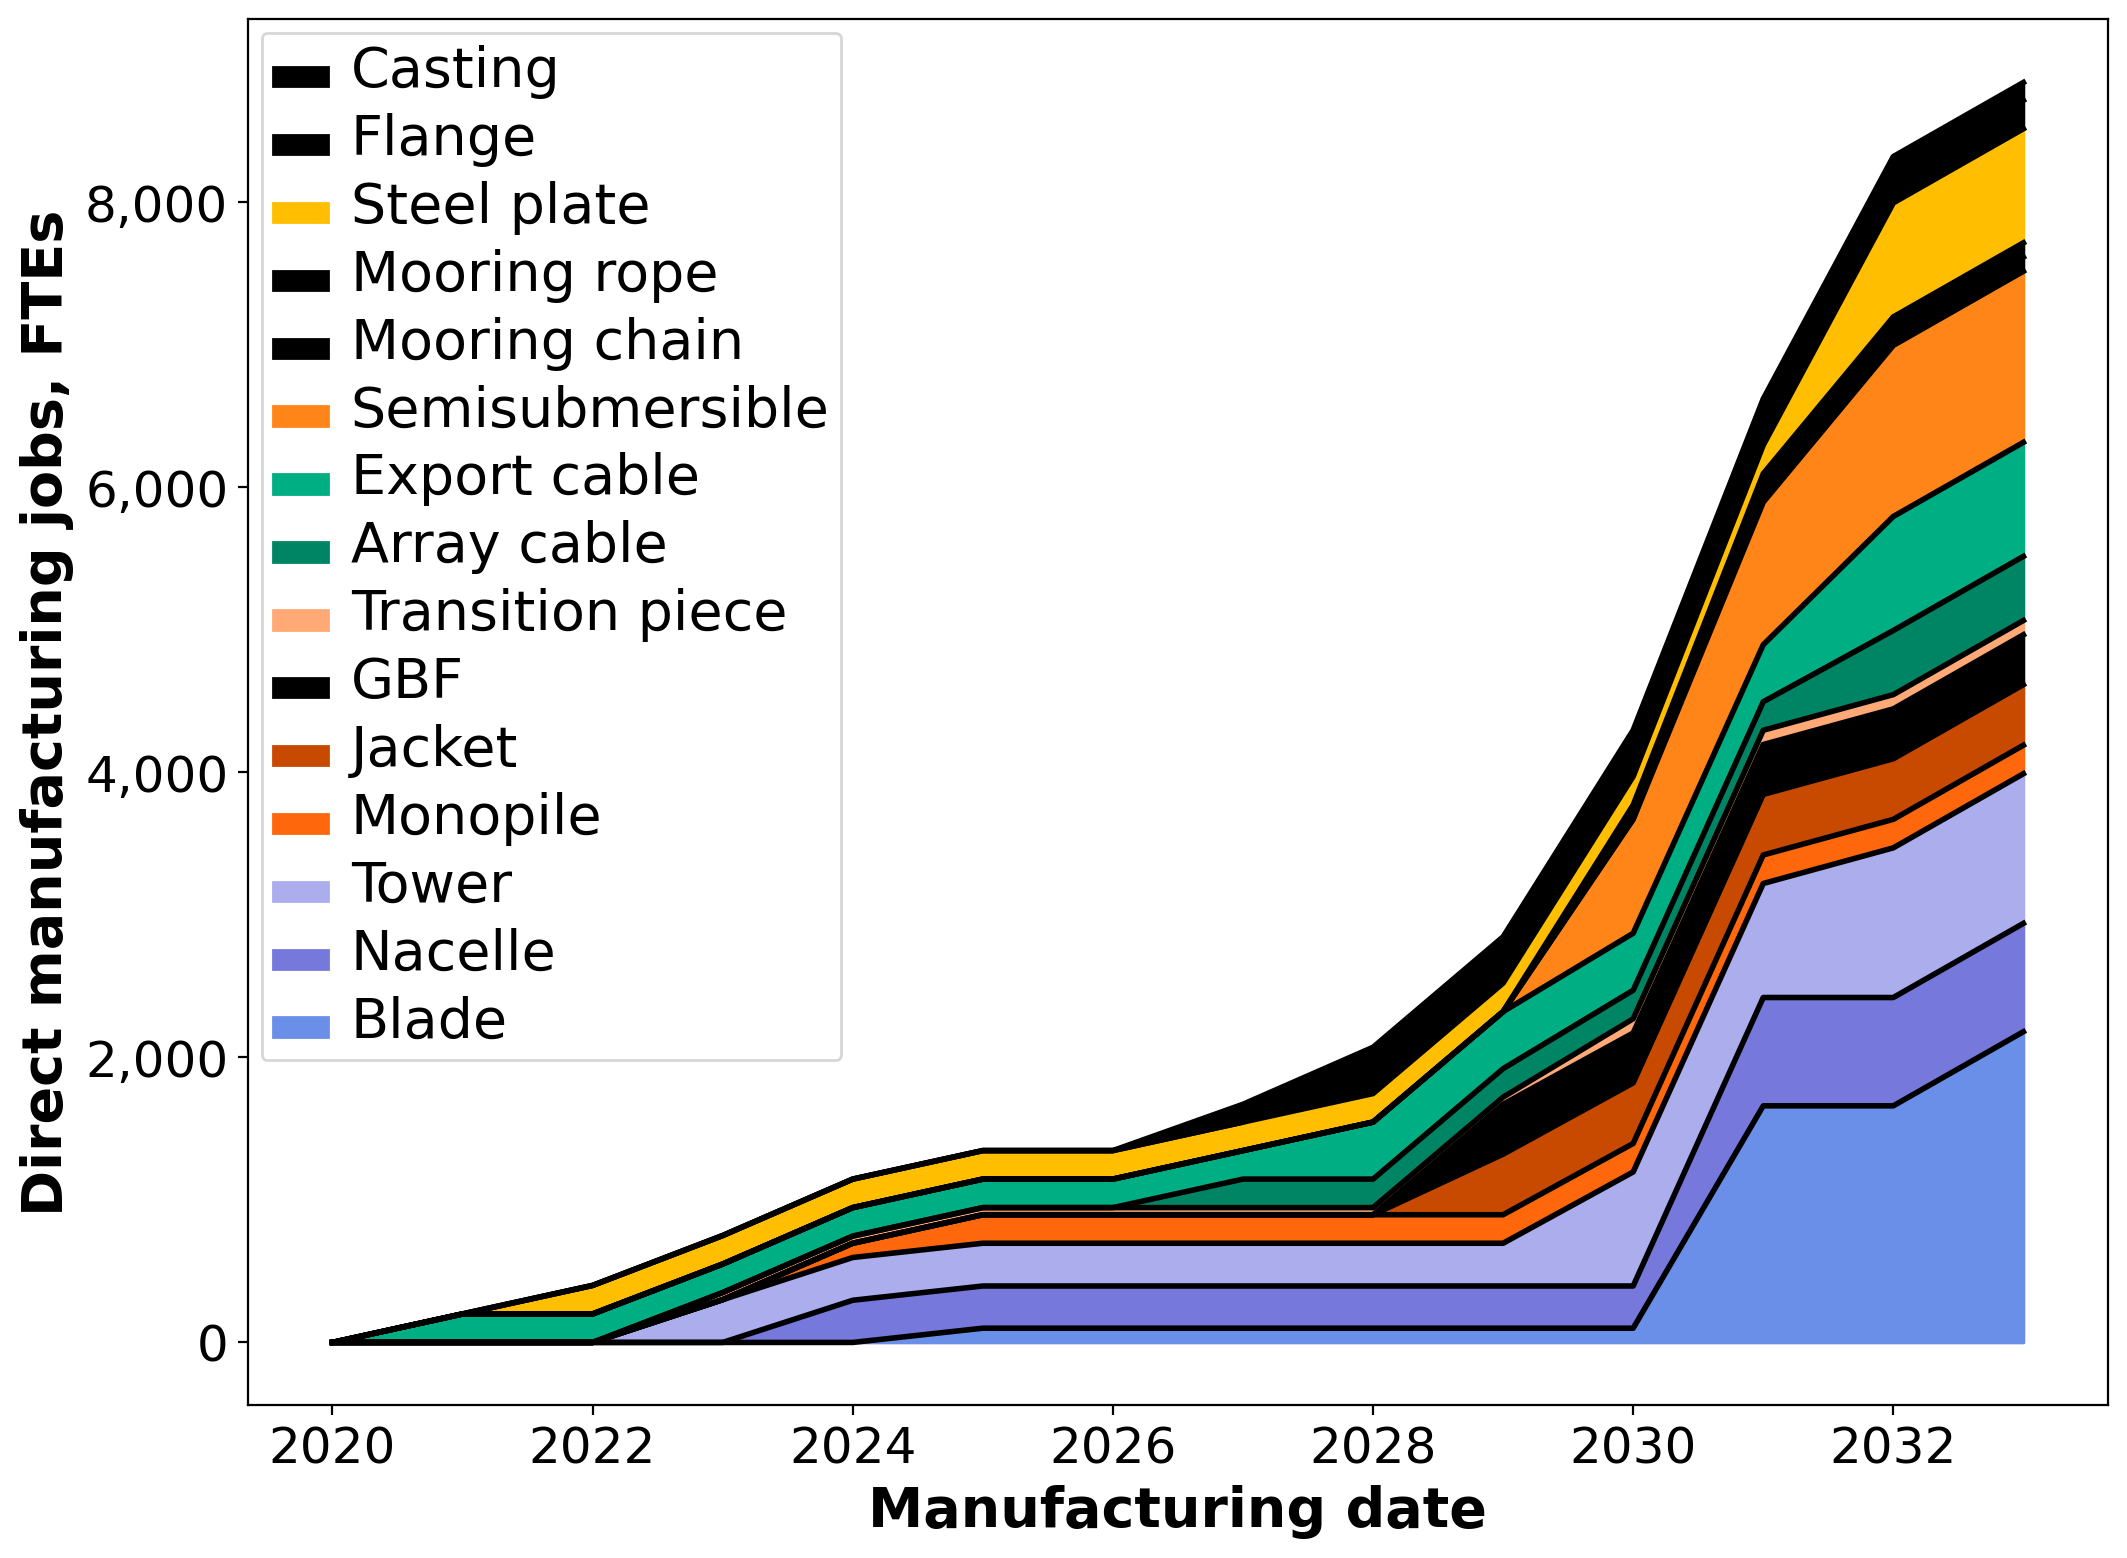 Casting
Flange
Steel plate
Mooring rope
Mooring chain
Semisubmersible
Export cable
Array cable
Transition piece
GBF
Jacket
Monopile
Tower
Nacelle
Blade
Direct manufacturing jobs, FTEs
8,000
6,000
4,000
2,000
0
2020 2022 2024 2026 2028 2030 2032
Manufacturing date